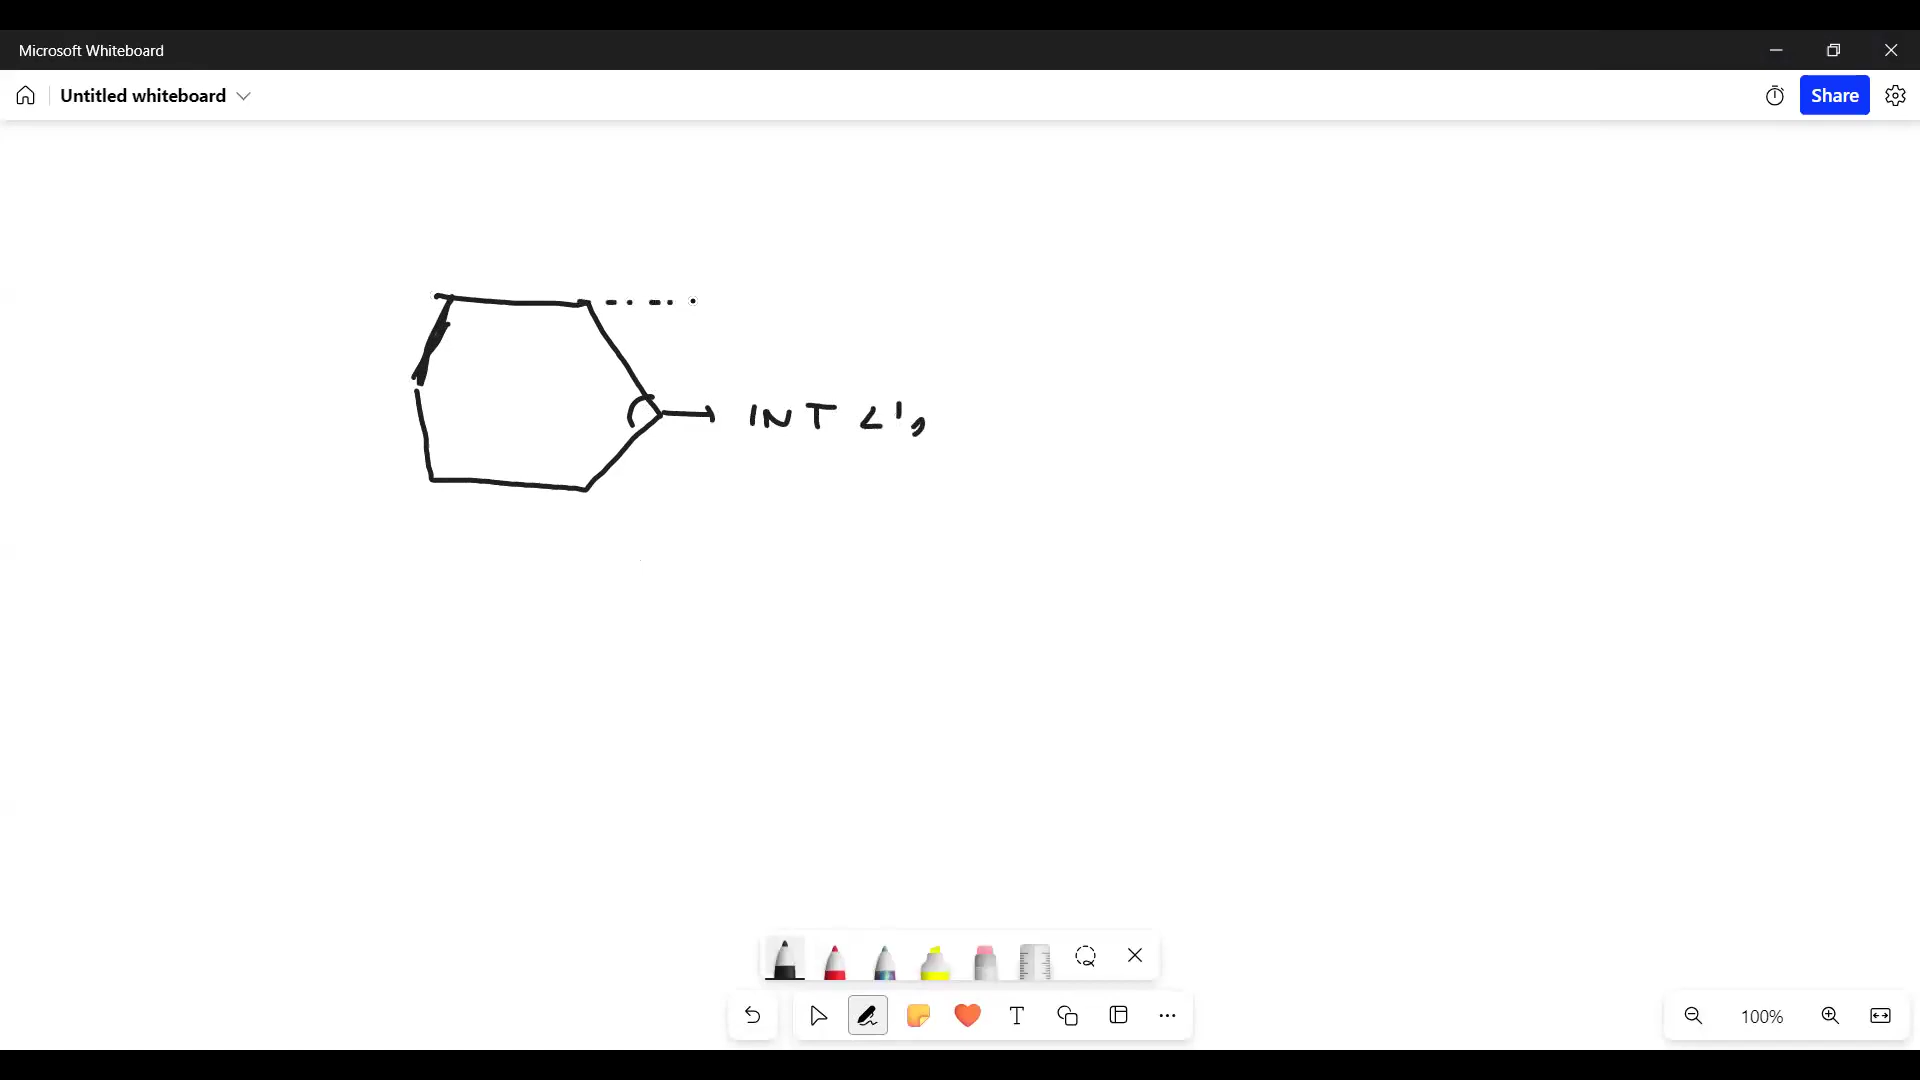 Microsoft Whiteboard
Untitled whiteboard
Share
INT <'s
100%